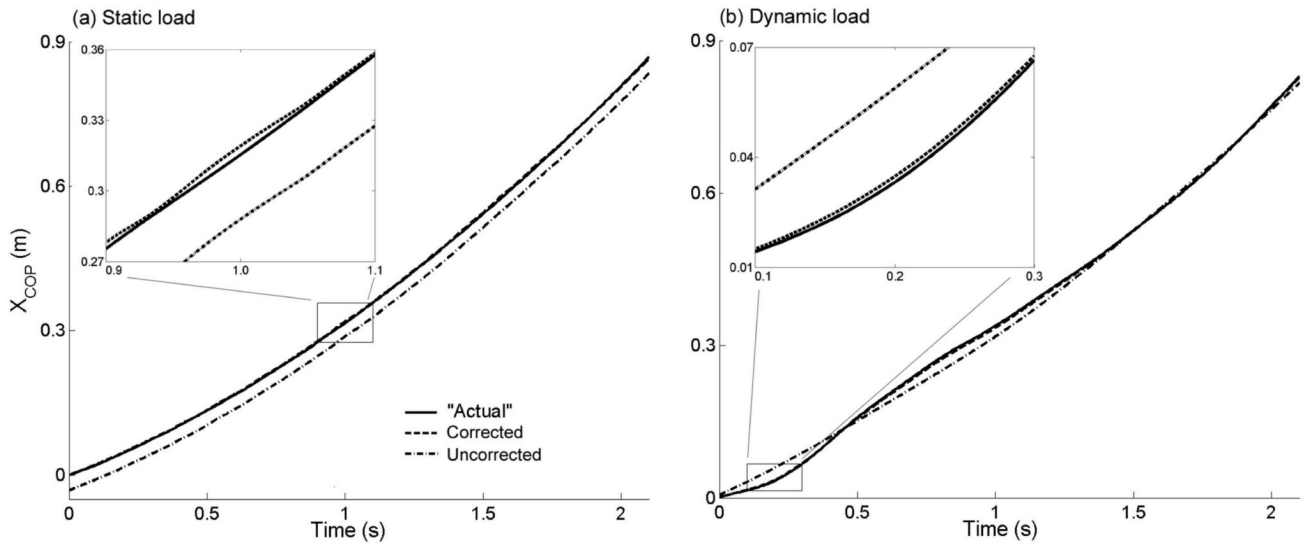 (a) Static load
0.9
0.6
0.3
0
X_COP (m)
0.36
0.33
0.3
0.27
0.9 1.0 1.1
"Actual"
Corrected
Uncorrected
0 0.5 1 1.5 2
Time (s)
(b) Dynamic load
0.9
0.6
0.3
0
0.07
0.04
0.01
0.1 0.2 0.3
0 0.5 1 1.5 2
Time (s)